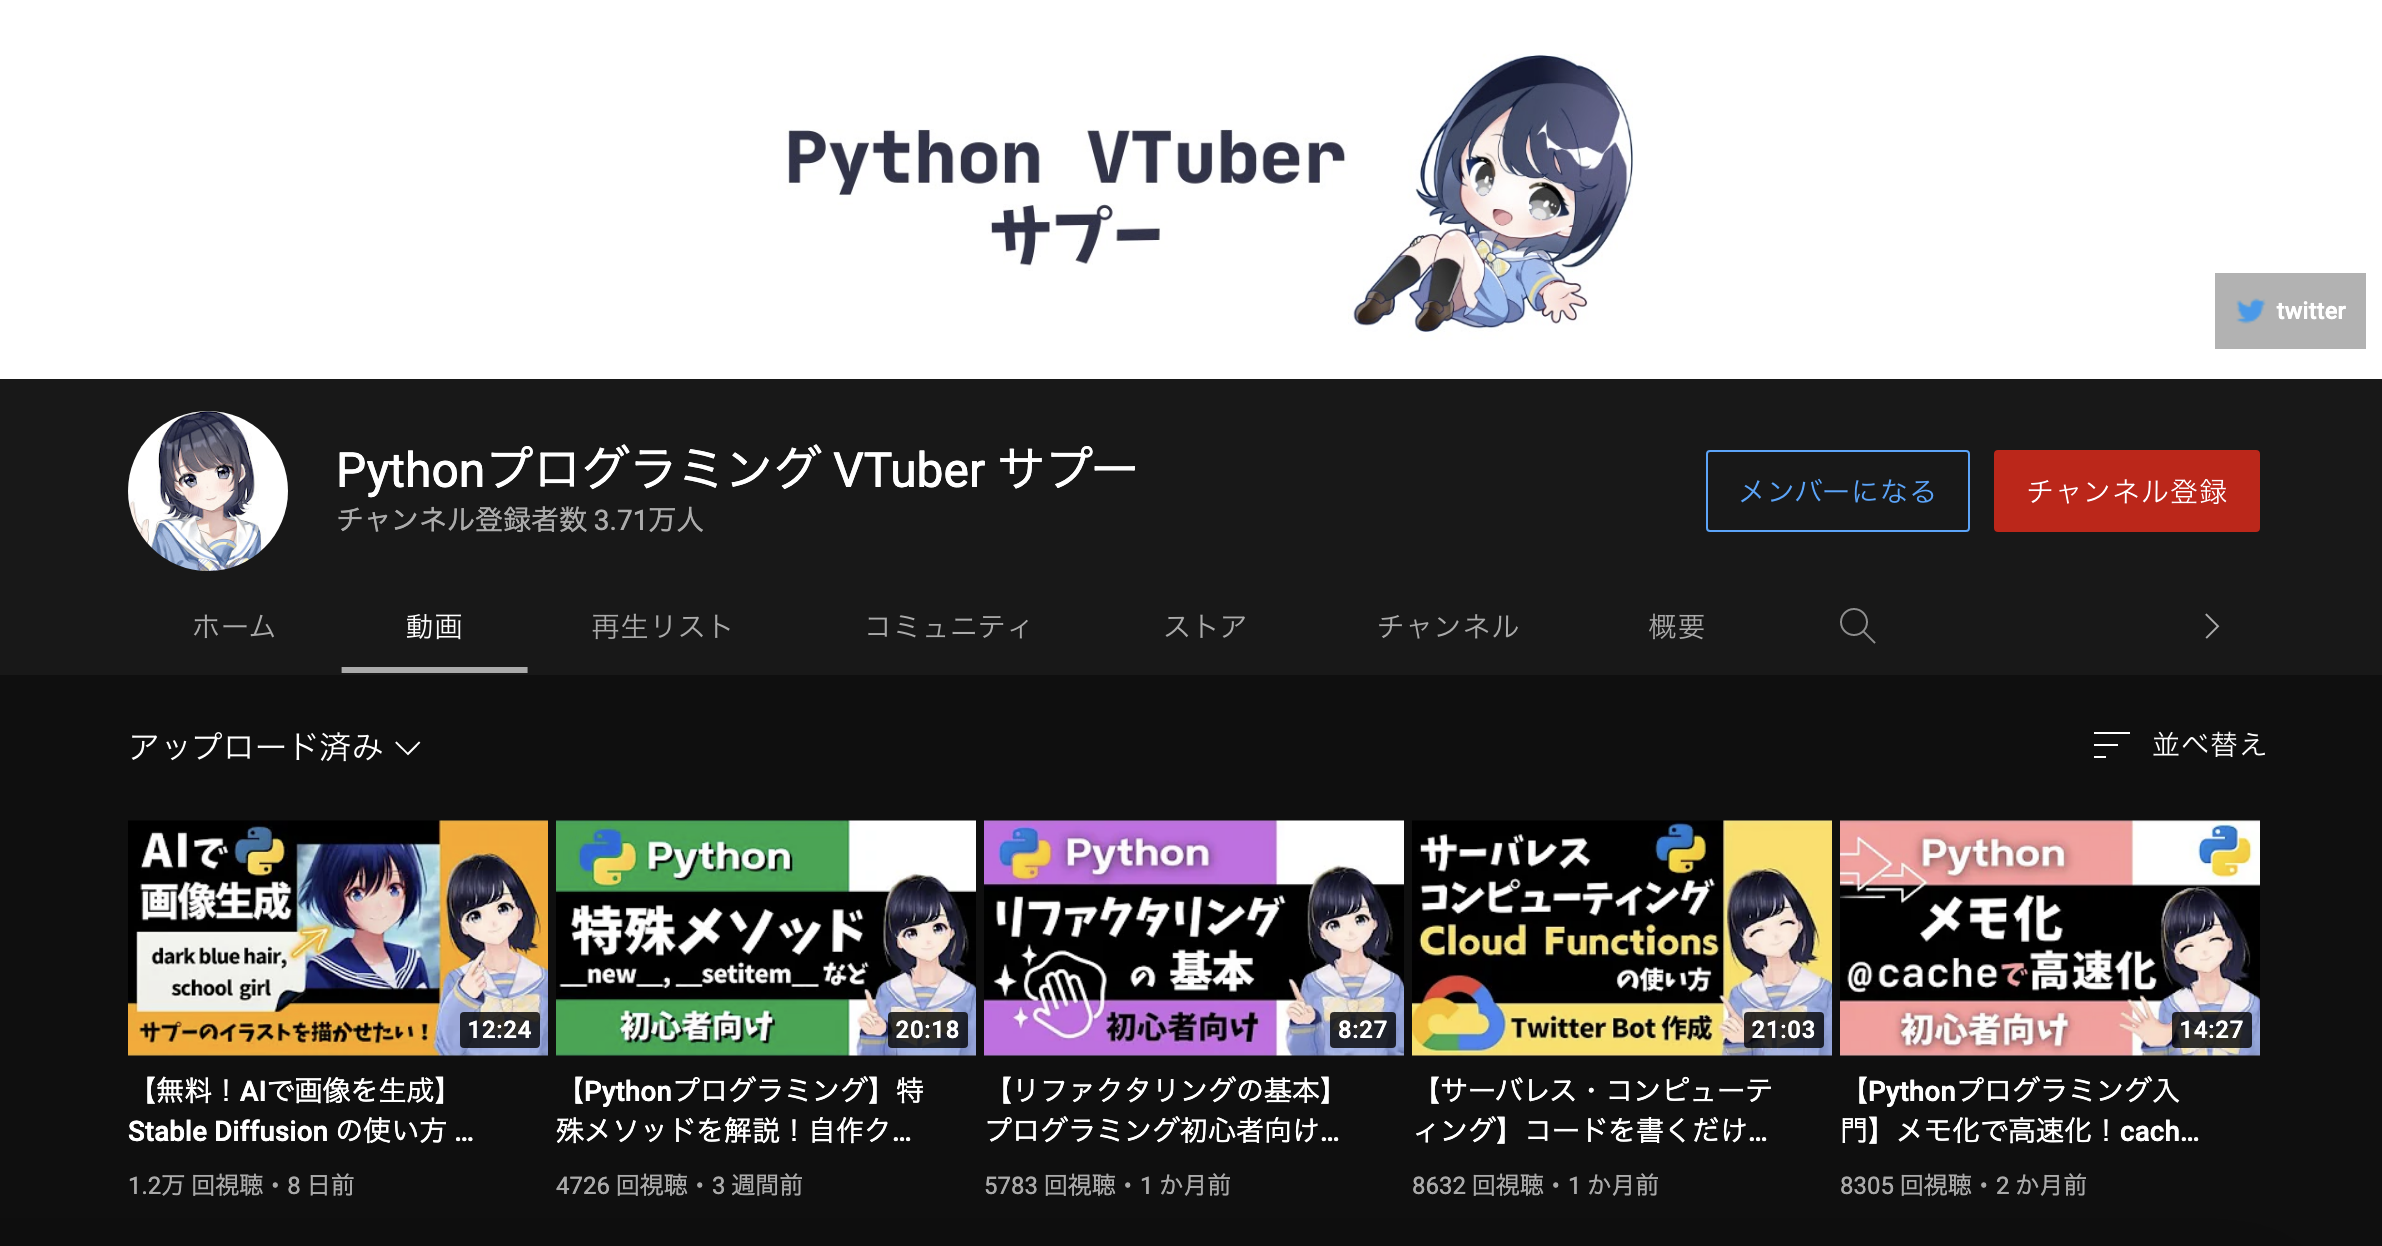 Python VTuber
サプー
twitter
Pythonプログラミング VTuber サプー
チャンネル登録者数 3.71万人
メンバーになる
チャンネル登録
ホーム
動画
再生リスト
コミュニティ
ストア
チャンネル
概要
アップロード済み
並べ替え
AIで
画像生成
dark blue hair,
school girl
サプーのイラストを描かせたい！
12:24
【無料！AIで画像を生成】
Stable Diffusion の使い方 ...
1.2万 回視聴・8 日前
Python
特殊メソッド
__new__, __setitem__ など
初心者向け
20:18
【Pythonプログラミング】特
殊メソッドを解説！自作ク...
4726 回視聴・3 週間前
Python
リファクタリング
の 基本
初心者向け
8:27
【リファクタリングの基本】
プログラミング初心者向け...
5783 回視聴・1 か月前
サーバレス
コンピューティング
Cloud Functions
の使い方
Twitter Bot 作成
21:03
【サーバレス・コンピューテ
ィング】コードを書くだけ...
8632 回視聴・1 か月前
Python
メモ化
@cacheで高速化
初心者向け
14:27
【Pythonプログラミング入
門】メモ化で高速化！cach...
8305 回視聴・2 か月前